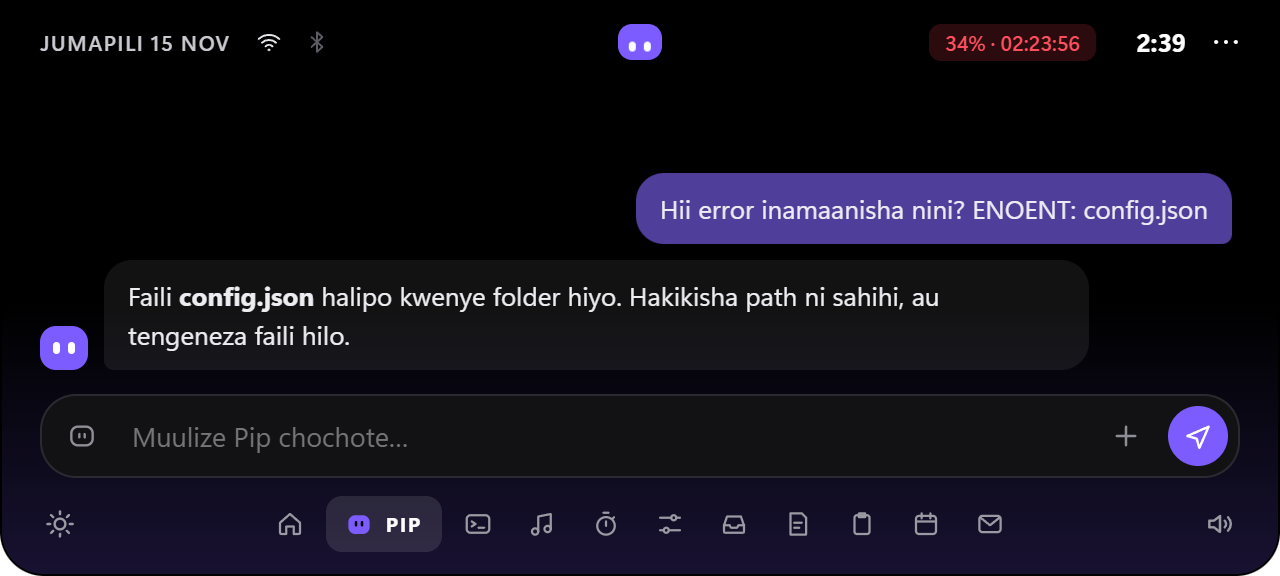 JUMAPILI 15 NOV
34% · 02:23:56
2:39
Hii error inamaanisha nini? ENOENT: config.json
Faili config.json halipo kwenye folder hiyo. Hakikisha path ni sahihi, au
tengeneza faili hilo.
Muulize Pip chochote...
PIP